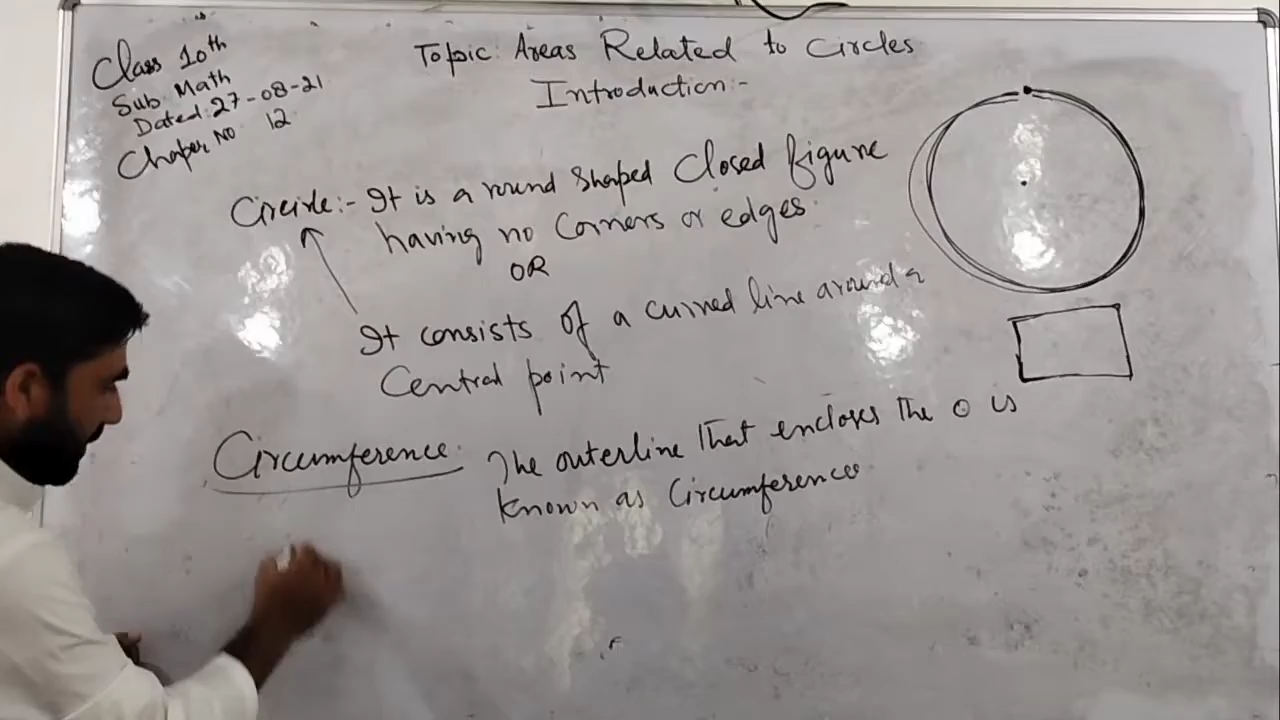 Class 10th
Sub. Math
Dated: 27-08-21
Chaper No 12
Topic: Areas Related to Circles
Introduction:-
Circle:- It is a round shaped Closed figure
having no Corners or edges.
OR
It consists of a curved line around a
Central point
Circumference. The outerline that encloses the O is
known as Circumference